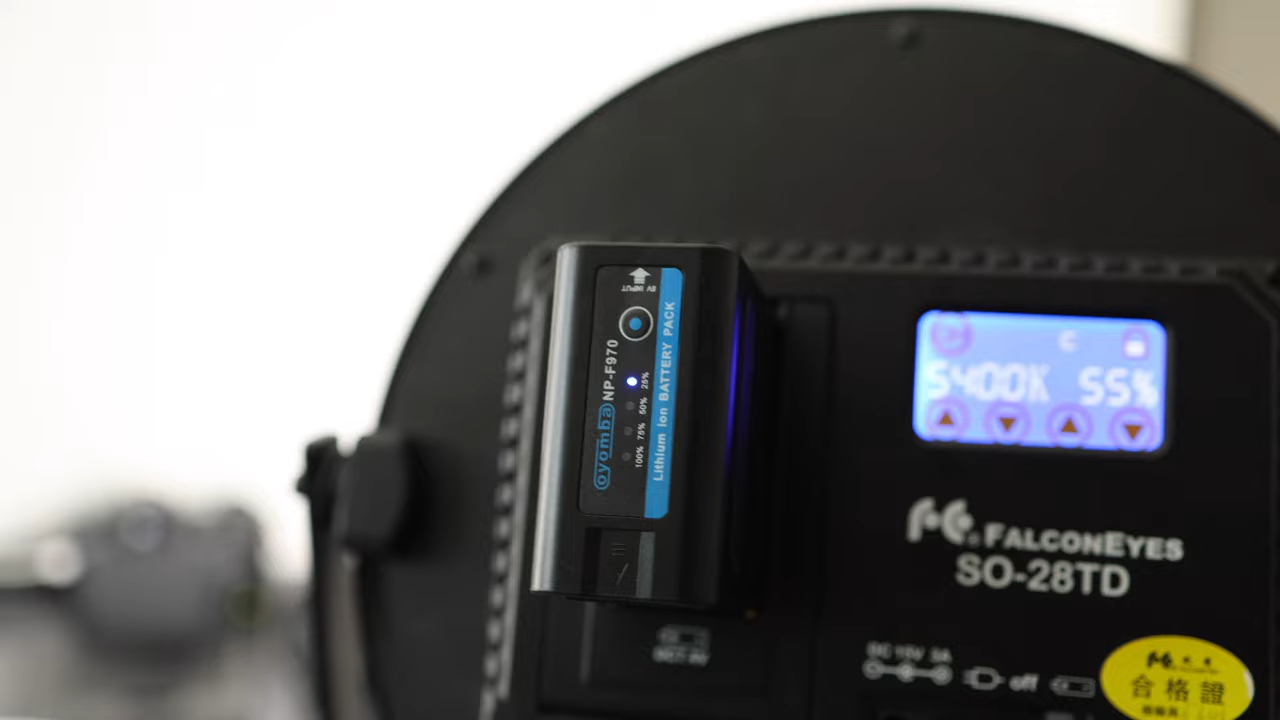 5V INPUT
oyomba NP-F970
25%
50%
75%
100%
Lithium ion BATTERY PACK
5400K 55%
FALCONEYES
SO-28TD
DC 15V 3A
off
合格證